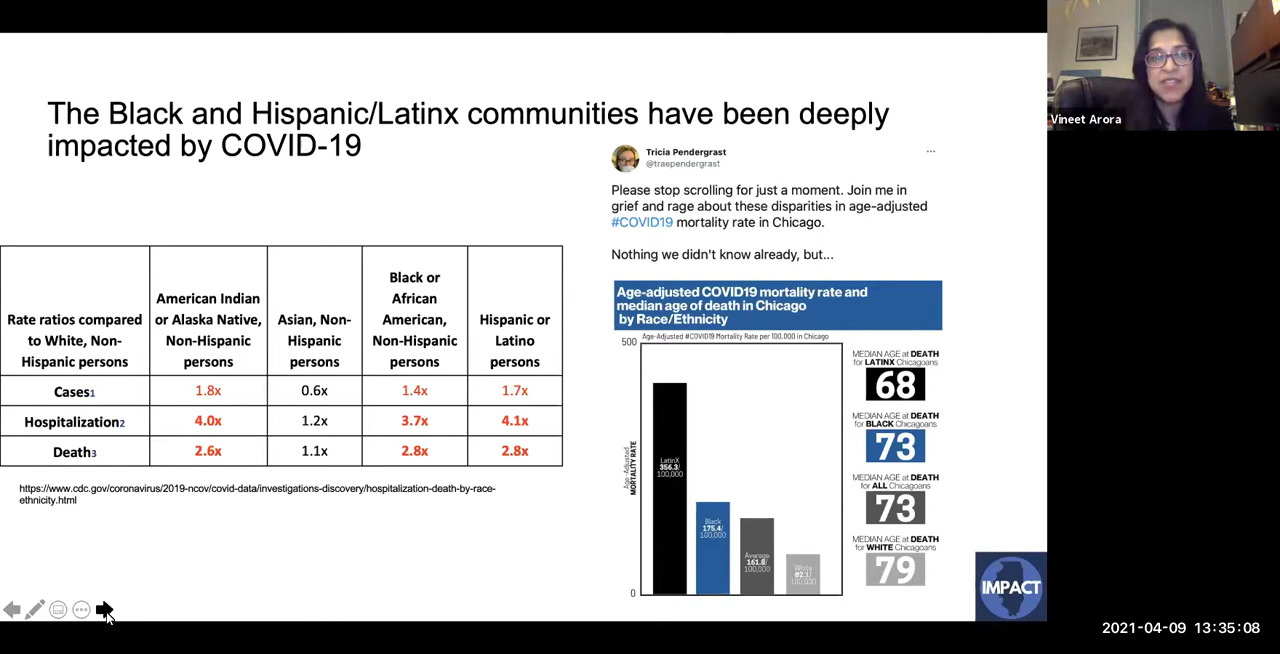 The Black and Hispanic/Latinx communities have been deeply
impacted by COVID-19
Rate ratios compared
to White, Non-
Hispanic persons
American Indian
or Alaska Native,
Non-Hispanic
persons
Asian, Non-
Hispanic
persons
Black or
African
American,
Non-Hispanic
persons
Hispanic or
Latino
persons
Cases1 1.8x 0.6x 1.4x 1.7x
Hospitalization2 4.0x 1.2x 3.7x 4.1x
Death3 2.6x 1.1x 2.8x 2.8x
https://www.cdc.gov/coronavirus/2019-ncov/covid-data/investigations-discovery/hospitalization-death-by-race-
ethnicity.html
Tricia Pendergrast
@traependergrast
Please stop scrolling for just a moment. Join me in
grief and rage about these disparities in age-adjusted
#COVID19 mortality rate in Chicago.
Nothing we didn't know already, but...
Age-adjusted COVID19 mortality rate and
median age of death in Chicago
by Race/Ethnicity
Age-Adjusted #COVID19 Mortality Rate per 100.000 in Chicago
500
0
Age-Adjusted
MORTALITY RATE
LatinX
356.3/
100,000
Black
175.4/
100,000
Average
161.8/
100,000
White
82.1/
100,000
MEDIAN AGE at DEATH
for LATINX Chicagoans
68
MEDIAN AGE at DEATH
for BLACK Chicagoans
73
MEDIAN AGE at DEATH
for ALL Chicagoans
73
MEDIAN AGE at DEATH
for WHITE Chicagoans
79
IMPACT
Vineet Arora
2021-04-09 13:35:08